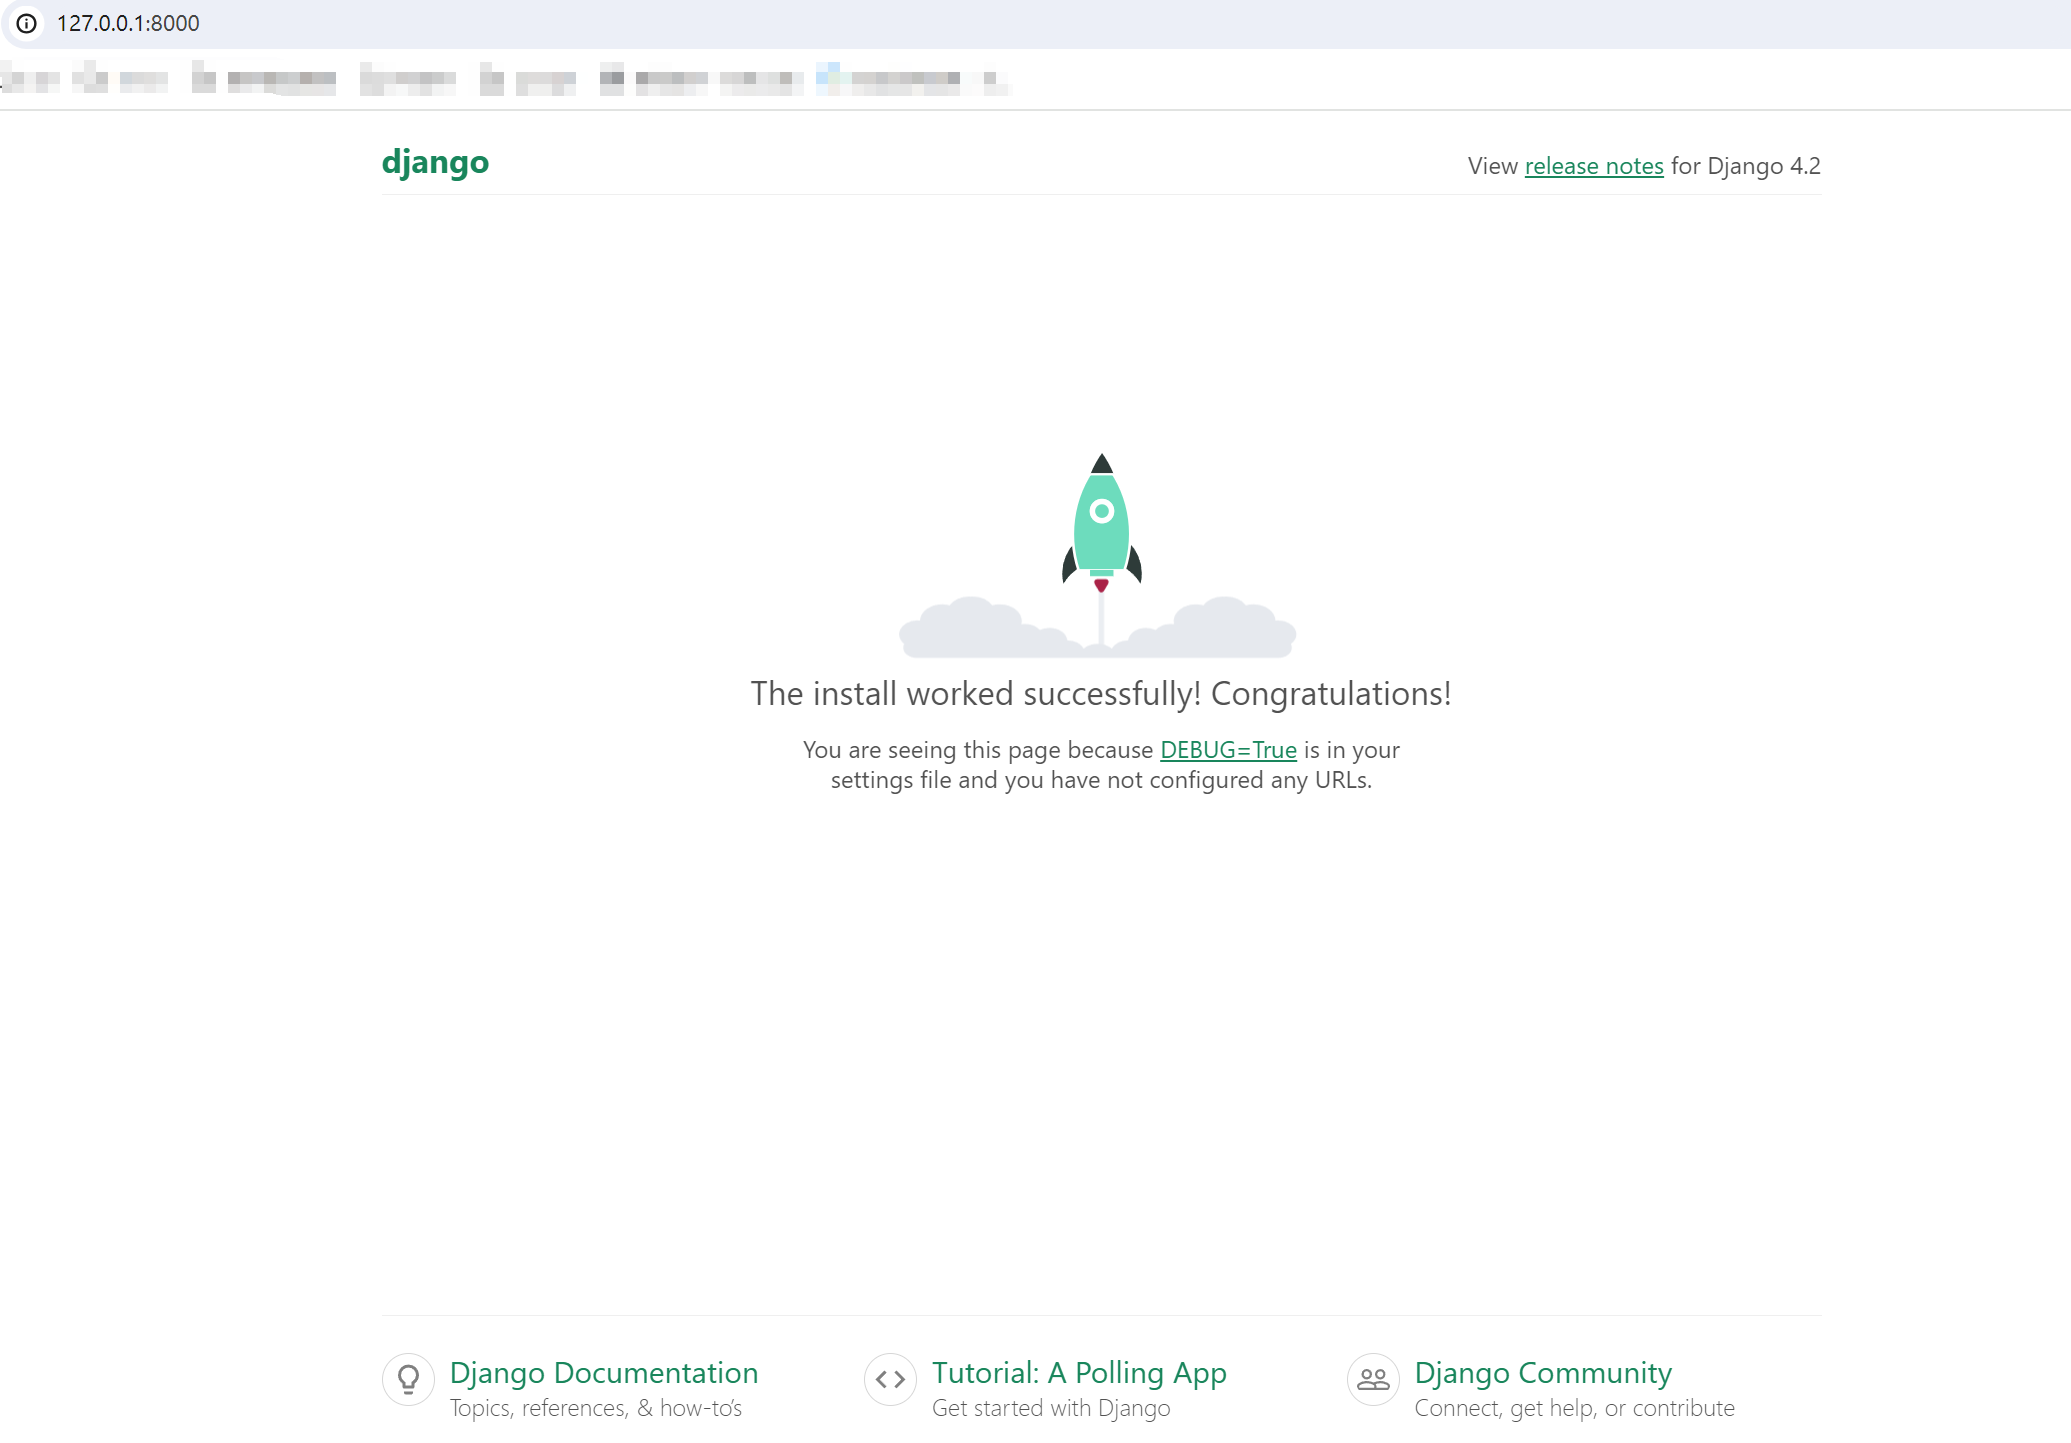 127.0.0.1:8000
django
View release notes for Django 4.2
The install worked successfully! Congratulations!
You are seeing this page because DEBUG=True is in your
settings file and you have not configured any URLs.
Django Documentation
Topics, references, & how-to’s
Tutorial: A Polling App
Get started with Django
Django Community
Connect, get help, or contribute